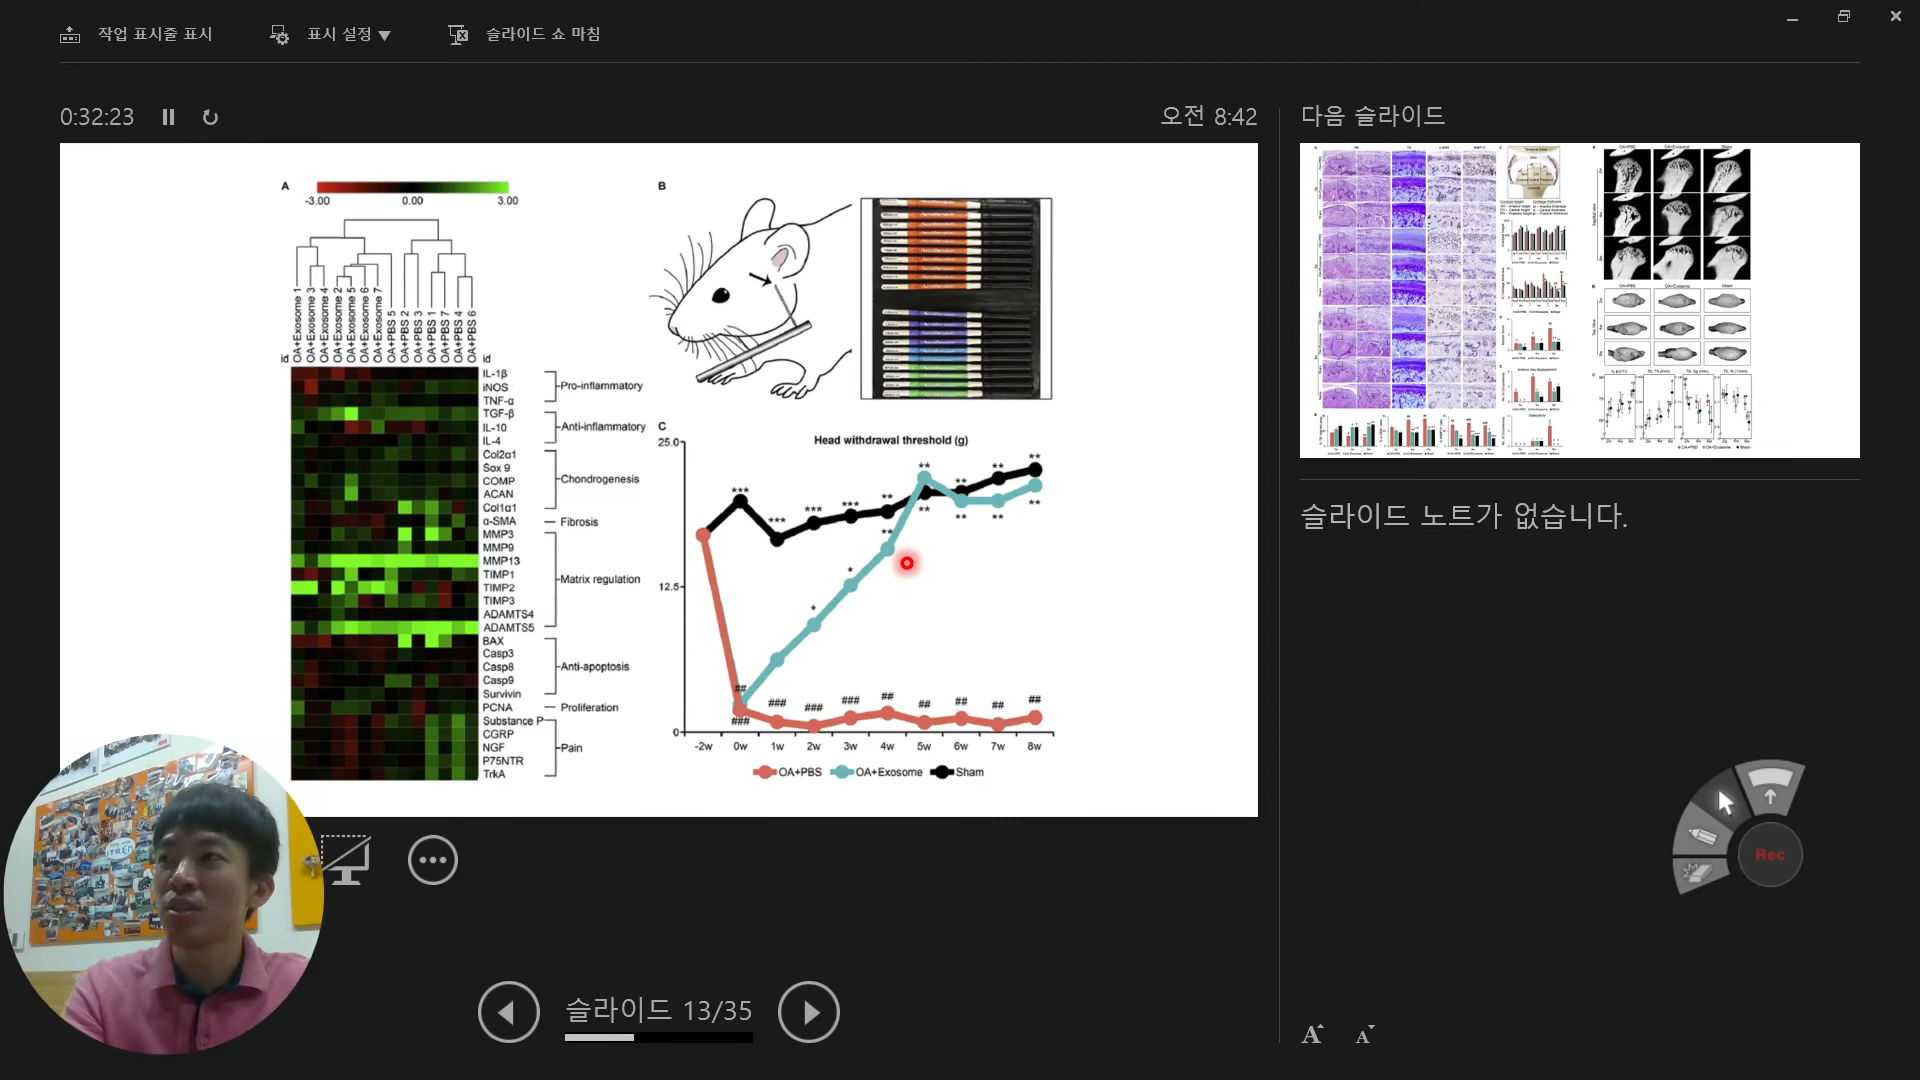 작업 표시줄 표시
표시 설정 ▼
슬라이드 쇼 마침
0:32:23
오전 8:42
다음 슬라이드
A
-3.00 0.00 3.00
id OA+Exosome 1 OA+Exosome 3 OA+Exosome 4 OA+Exosome 2 OA+Exosome 5 OA+Exosome 6 OA+Exosome 7 OA+PBS 5 OA+PBS 2 OA+PBS 3 OA+PBS 1 OA+PBS 7 OA+PBS 4 OA+PBS 6 id
IL-1β
iNOS
TNF-α
Pro-inflammatory
TGF-β
IL-10
IL-4
Anti-inflammatory
Col2α1
Sox 9
COMP
ACAN
Col1α1
Chondrogenesis
α-SMA
Fibrosis
MMP3
MMP9
MMP13
TIMP1
TIMP2
TIMP3
ADAMTS4
ADAMTS5
Matrix regulation
BAX
Casp3
Casp8
Casp9
Survivin
Anti-apoptosis
PCNA
Proliferation
Substance P
CGRP
NGF
P75NTR
TrkA
Pain
B
C
Head withdrawal threshold (g)
25.0
12.5
0
*** *** *** *** ** ** ** ** **
* * ** ** ** ** **
## ### ### ### ## ## ## ## ##
###
-2w 0w 1w 2w 3w 4w 5w 6w 7w 8w
OA+PBS OA+Exosome Sham
슬라이드 노트가 없습니다.
Rec
슬라이드 13/35
A A